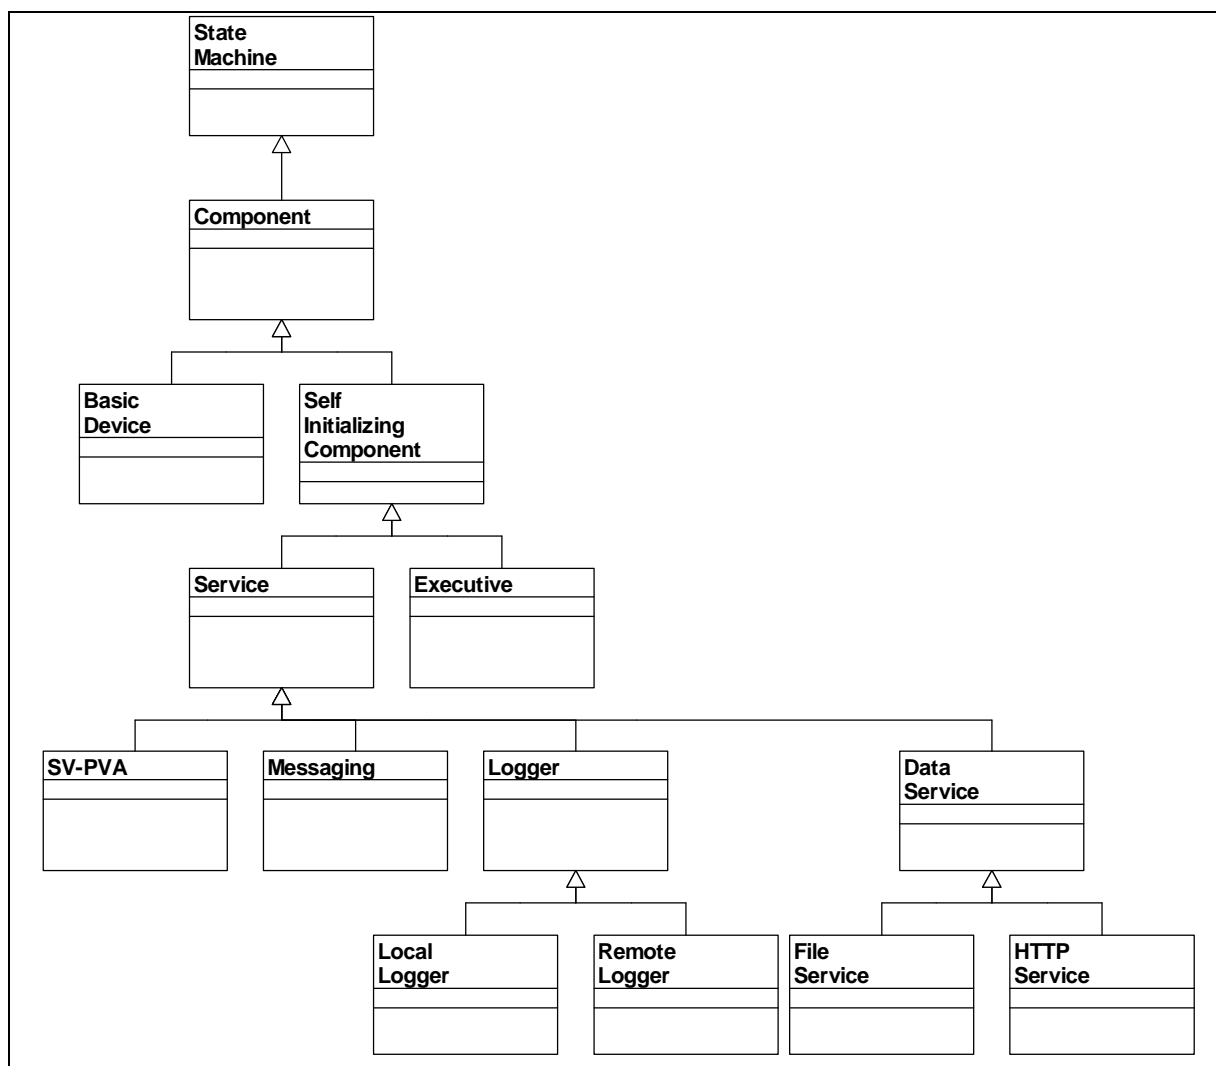 State
Machine
Component
Basic
Device
Self
Initializing
Component
Service
Executive
SV-PVA
Messaging
Logger
Data
Service
Local
Logger
Remote
Logger
File
Service
HTTP
Service